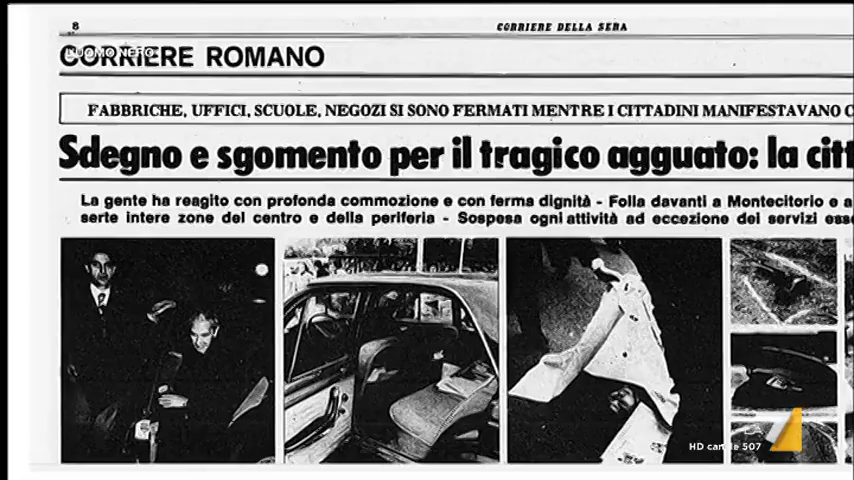 8
CORRIERE DELLA SERA
L'UOMO NERO
CORRIERE ROMANO
FABBRICHE, UFFICI, SCUOLE, NEGOZI SI SONO FERMATI MENTRE I CITTADINI MANIFESTAVANO C
Sdegno e sgomento per il tragico agguato: la citt
La gente ha reagito con profonda commozione e con ferma dignità - Folla davanti a Montecitorio e a
serte intere zone del centro e della periferia - Sospesa ogni attività ad eccezione dei servizi esse
LA
HD canale 507